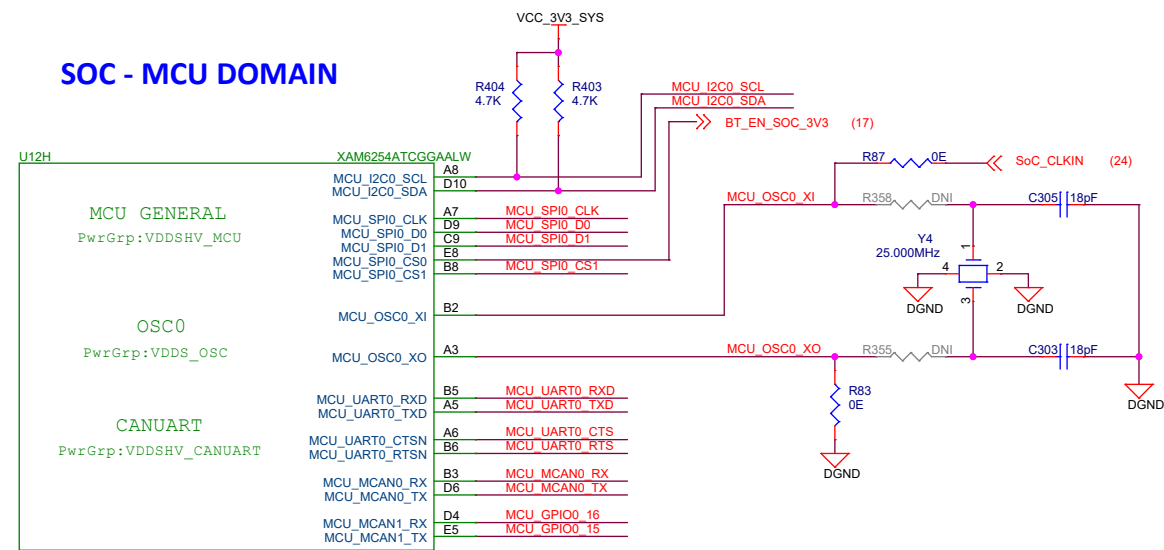 VCC_3V3_SYS
SOC - MCU DOMAIN
R404
4.7K
R403
4.7K
MCU_I2C0_SCL
MCU_I2C0_SDA
BT_EN_SOC_3V3 (17)
U12H
XAM6254ATCGGAALW
R87
0E
SoC_CLKIN (24)
MCU_I2C0_SCL A8
MCU_I2C0_SDA D10
MCU GENERAL
PwrGrp:VDDSHV_MCU
MCU_SPI0_CLK A7 MCU_SPI0_CLK
MCU_SPI0_D0 D9 MCU_SPI0_D0
MCU_SPI0_D1 C9 MCU_SPI0_D1
MCU_SPI0_CS0 E8
MCU_SPI0_CS1 B8 MCU_SPI0_CS1
MCU_OSC0_XI
R358 DNI
C305 18pF
Y4
25.000MHz
1
4
2
3
DGND
DGND
OSC0
PwrGrp:VDDS_OSC
MCU_OSC0_XI B2
MCU_OSC0_XO A3
MCU_OSC0_XO
R355 DNI
C303 18pF
R83
0E
DGND
DGND
CANUART
PwrGrp:VDDSHV_CANUART
MCU_UART0_RXD B5 MCU_UART0_RXD
MCU_UART0_TXD A5 MCU_UART0_TXD
MCU_UART0_CTSN A6 MCU_UART0_CTS
MCU_UART0_RTSN B6 MCU_UART0_RTS
MCU_MCAN0_RX B3 MCU_MCAN0_RX
MCU_MCAN0_TX D6 MCU_MCAN0_TX
MCU_MCAN1_RX D4 MCU_GPIO0_16
MCU_MCAN1_TX E5 MCU_GPIO0_15